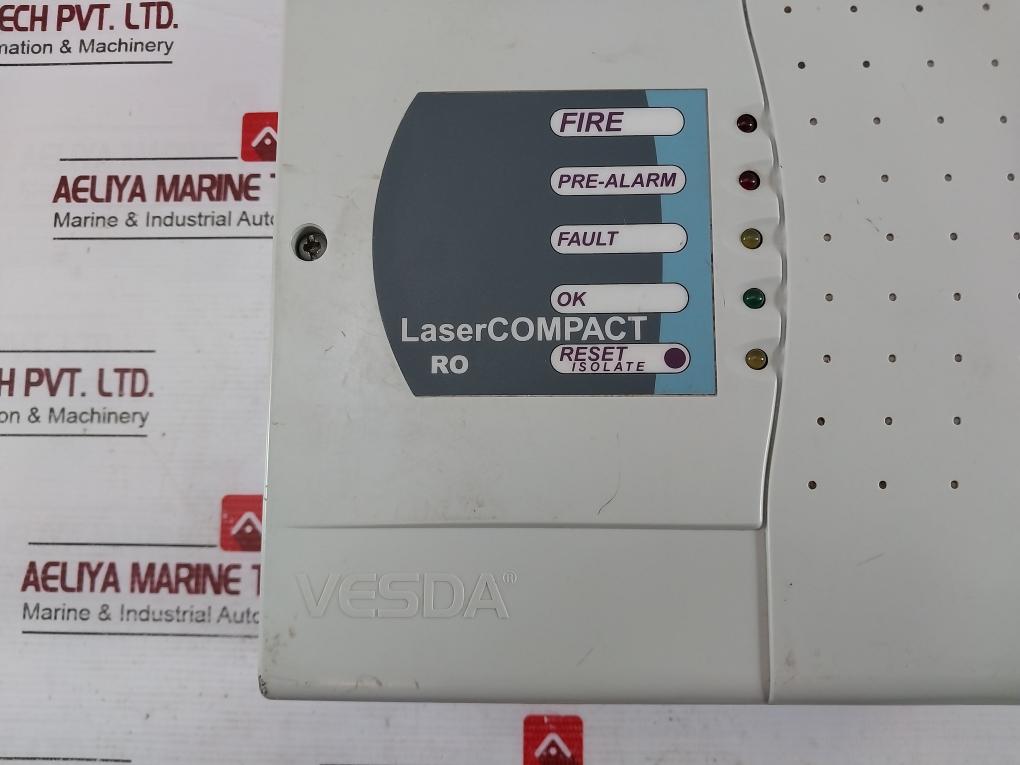 ECH PVT. LTD.
mation & Machinery
AELIYA MARINE T
Marine & Industrial Auto
H PVT. LTD.
on & Machinery
AELIYA MARINE T
Marine & Industrial Auto
FIRE
PRE-ALARM
FAULT
OK
LaserCOMPACT
RO
RESET
ISOLATE
VESDA®